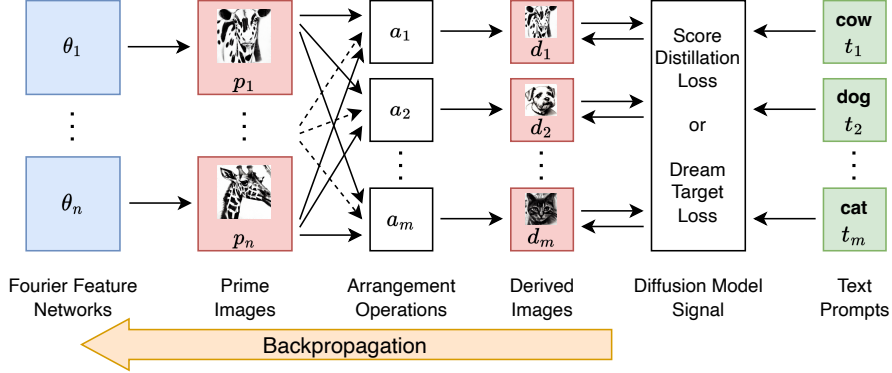 θ₁
p₁
a₁
d₁
Score
Distillation
Loss
or
Dream
Target
Loss
cow
t₁
a₂
d₂
dog
t₂
θₙ
pₙ
aₘ
dₘ
cat
tₘ
Fourier Feature
Networks
Prime
Images
Arrangement
Operations
Derived
Images
Diffusion Model
Signal
Text
Prompts
Backpropagation